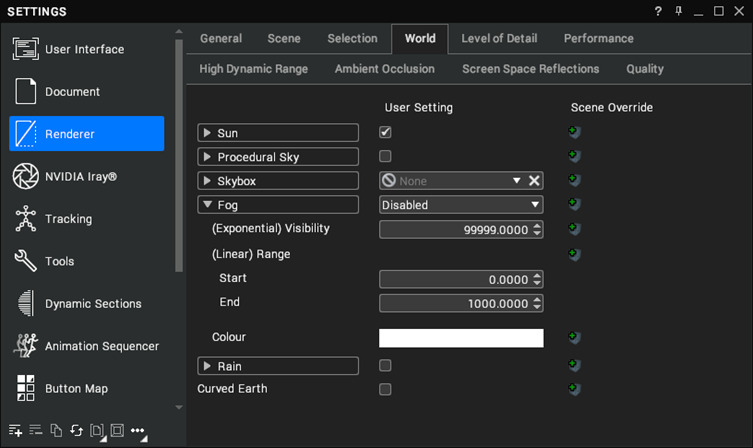 SETTINGS
?
User Interface
Document
Renderer
NVIDIA Iray®
Tracking
Tools
Dynamic Sections
Animation Sequencer
Button Map
General Scene Selection World Level of Detail Performance
High Dynamic Range Ambient Occlusion Screen Space Reflections Quality
User Setting Scene Override
Sun
Procedural Sky
Skybox None
Fog Disabled
(Exponential) Visibility 99999.0000
(Linear) Range
Start 0.0000
End 1000.0000
Colour
Rain
Curved Earth